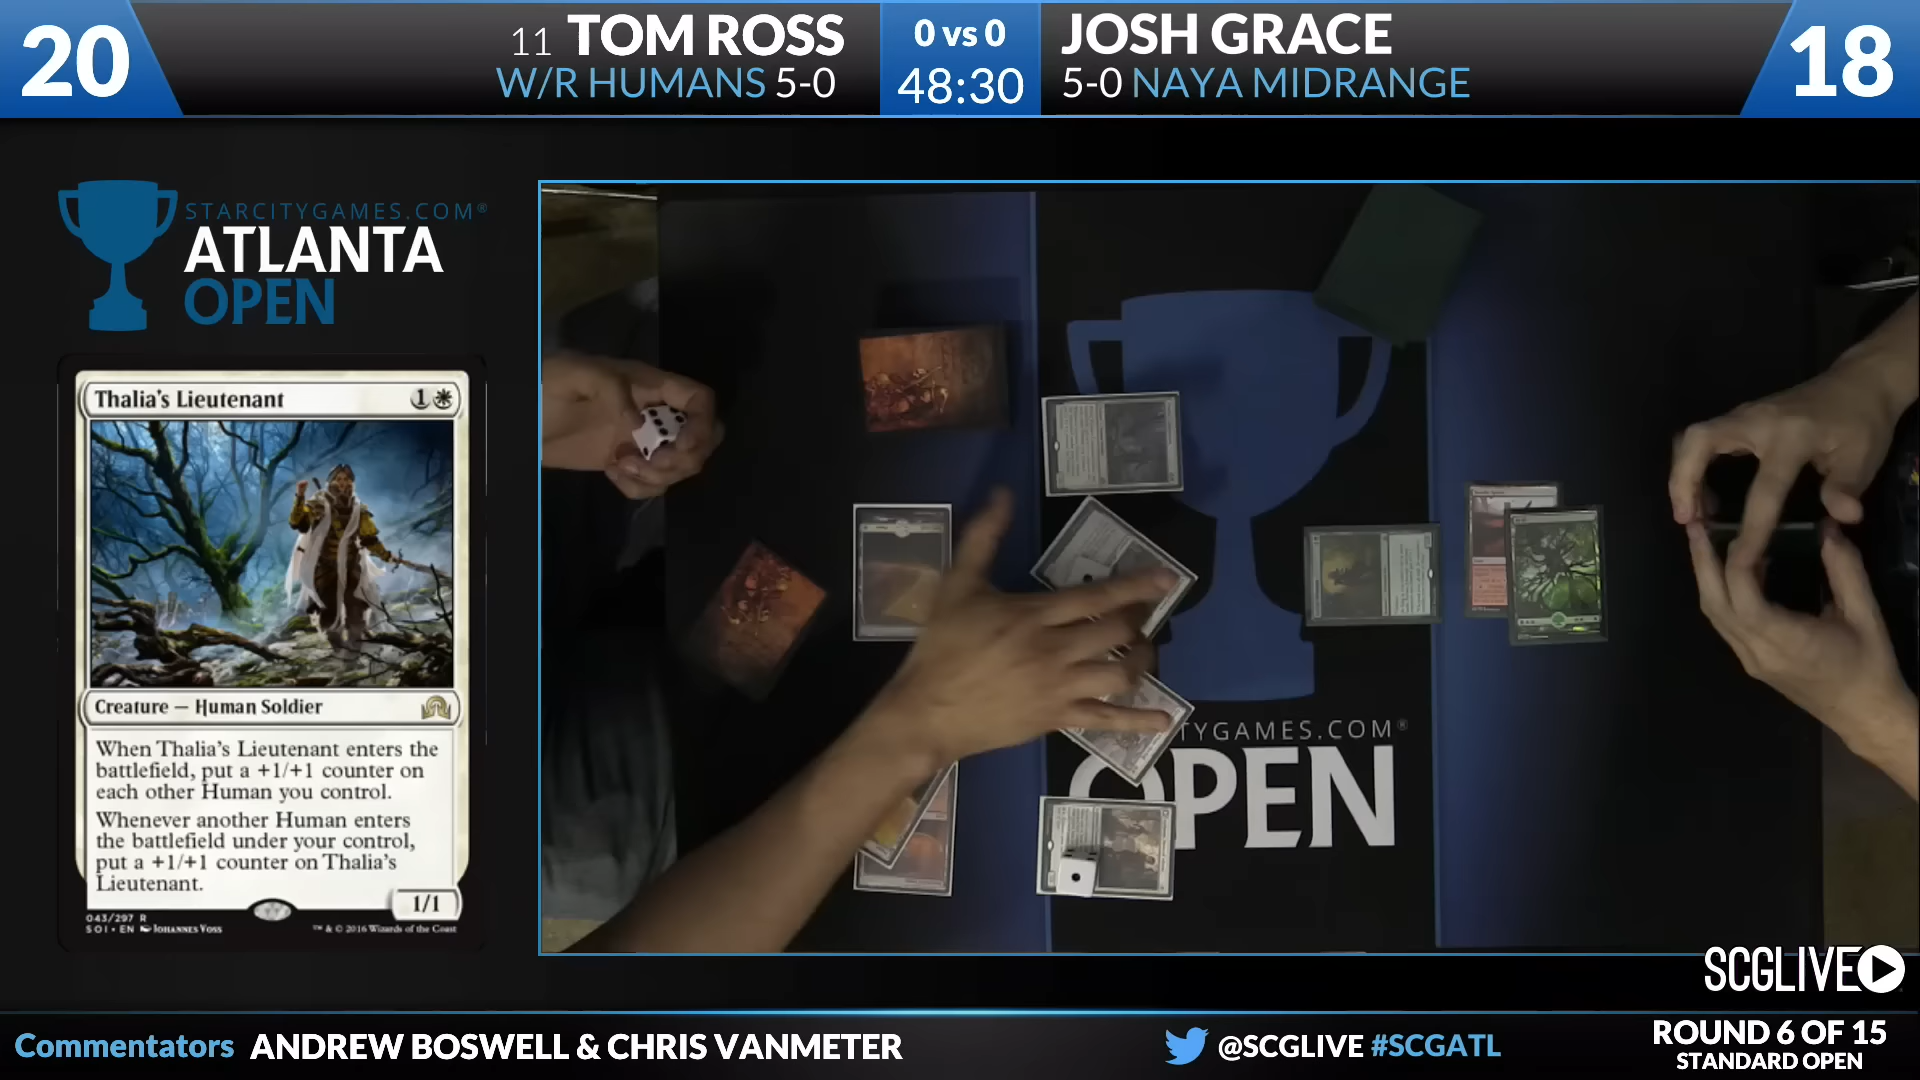 20
11 TOM ROSS
W/R HUMANS 5-0
0 vs 0
48:30
JOSH GRACE
5-0 NAYA MIDRANGE
18
STARCITYGAMES.COM®
ATLANTA
OPEN
Thalia's Lieutenant 1
Creature — Human Soldier
When Thalia's Lieutenant enters the
battlefield, put a +1/+1 counter on
each other Human you control.
Whenever another Human enters
the battlefield under your control,
put a +1/+1 counter on Thalia's
Lieutenant.
1/1
043/297 R
SOI • EN JOHANNES VOSS
™ & © 2016 Wizards of the Coast
TYGAMES.COM®
OPEN
SCGLIVE
Commentators ANDREW BOSWELL & CHRIS VANMETER
@SCGLIVE #SCGATL
ROUND 6 OF 15
STANDARD OPEN